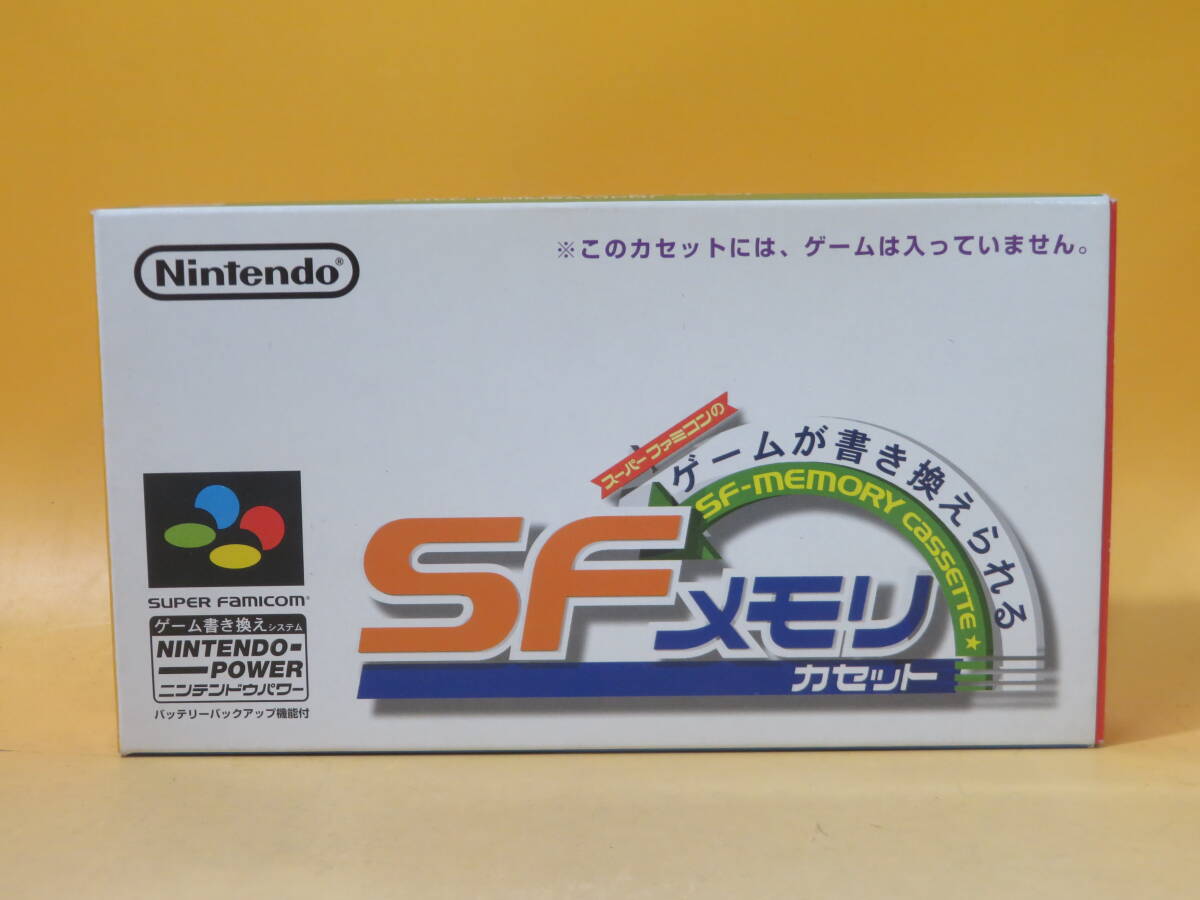 Nintendo®
※このカセットには、ゲームは入っていません。
スーパーファミコンの
ゲームが書き換えられる
SF-MEMORY CASSETTE★
SFメモリ
カセット
SUPER FAMICOM®
ゲーム書き換えシステム
NINTENDO-
POWER
ニンテンドウパワー
バッテリーバックアップ機能付